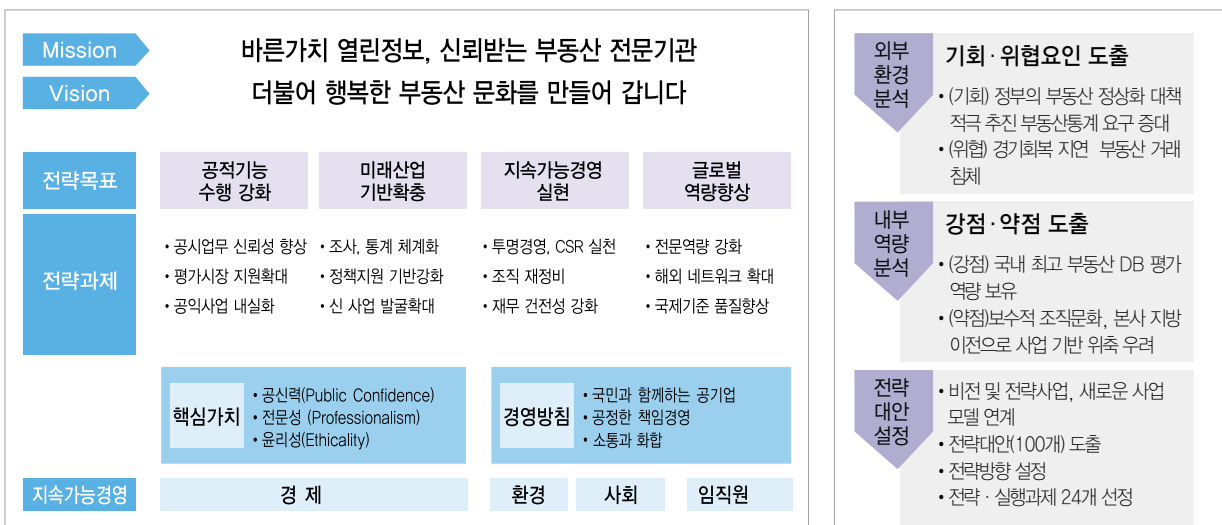 Mission
바른가치 열린정보, 신뢰받는 부동산 전문기관
Vision
더불어 행복한 부동산 문화를 만들어 갑니다
전략목표
공적기능
수행 강화
미래산업
기반확충
지속가능경영
실현
글로벌
역량향상
전략과제
• 공시업무 신뢰성 향상
• 평가시장 지원확대
• 공익사업 내실화
• 조사, 통계 체계화
• 정책지원 기반강화
• 신 사업 발굴확대
• 투명경영, CSR 실천
• 조직 재정비
• 재무 건전성 강화
• 전문역량 강화
• 해외 네트워크 확대
• 국제기준 품질향상
핵심가치
• 공신력(Public Confidence)
• 전문성 (Professionalism)
• 윤리성(Ethicality)
경영방침
• 국민과 함께하는 공기업
• 공정한 책임경영
• 소통과 화합
지속가능경영
경 제
환경
사회
임직원
외부
환경
분석
기회 · 위협요인 도출
• (기회) 정부의 부동산 정상화 대책
적극 추진 부동산통계 요구 증대
• (위협) 경기회복 지연 부동산 거래
침체
내부
역량
분석
강점 · 약점 도출
• (강점) 국내 최고 부동산 DB 평가
역량 보유
• (약점)보수적 조직문화, 본사 지방
이전으로 사업 기반 위축 우려
전략
대안
설정
• 비전 및 전략사업, 새로운 사업
모델 연계
• 전략대안(100개) 도출
• 전략방향 설정
• 전략 · 실행과제 24개 선정